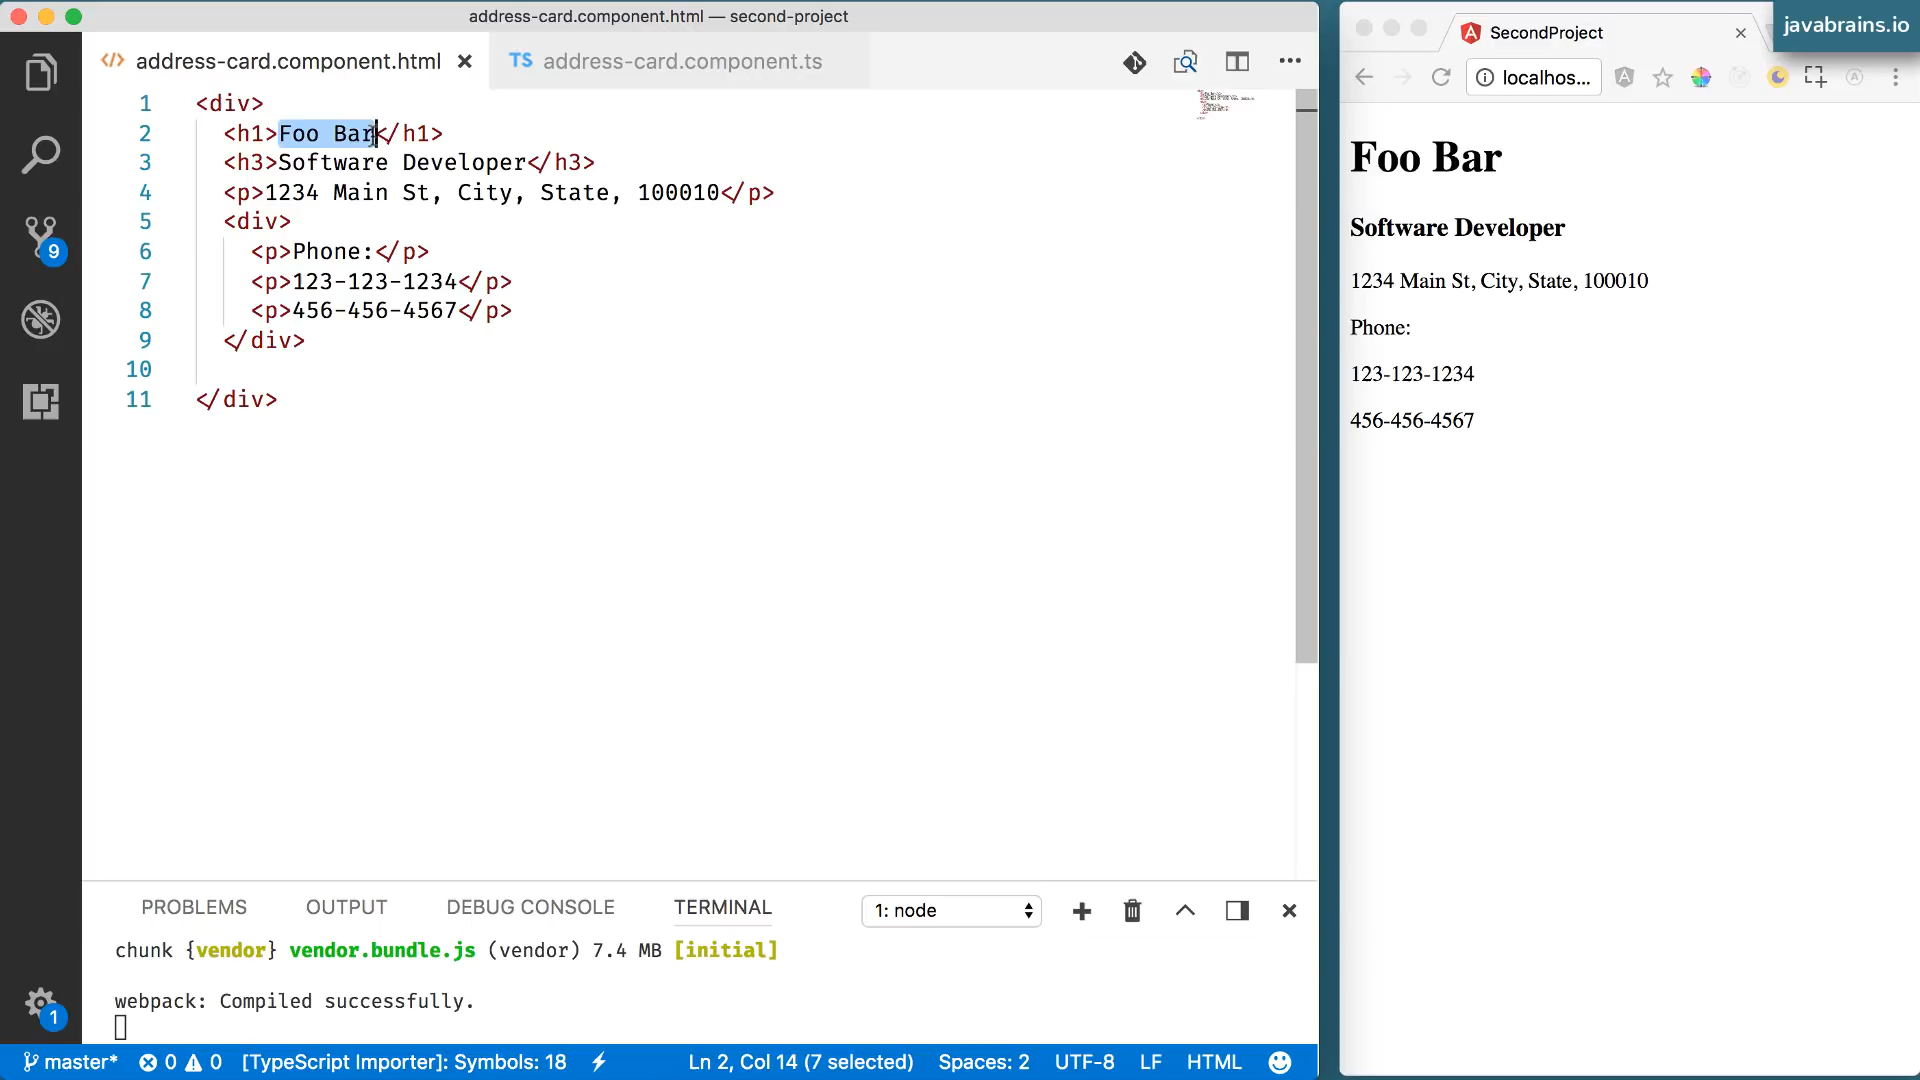 address-card.component.html — second-project
address-card.component.html
TS address-card.component.ts
1 <div>
2 <h1>Foo Bar</h1>
3 <h3>Software Developer</h3>
4 <p>1234 Main St, City, State, 100010</p>
5 <div>
6 <p>Phone:</p>
7 <p>123-123-1234</p>
8 <p>456-456-4567</p>
9 </div>
10
11 </div>
9
1
PROBLEMS OUTPUT DEBUG CONSOLE TERMINAL 1: node
chunk {vendor} vendor.bundle.js (vendor) 7.4 MB [initial]
webpack: Compiled successfully.
master* 0 0 [TypeScript Importer]: Symbols: 18 Ln 2, Col 14 (7 selected) Spaces: 2 UTF-8 LF HTML
SecondProject
javabrains.io
localhos...
Foo Bar
Software Developer
1234 Main St, City, State, 100010
Phone:
123-123-1234
456-456-4567